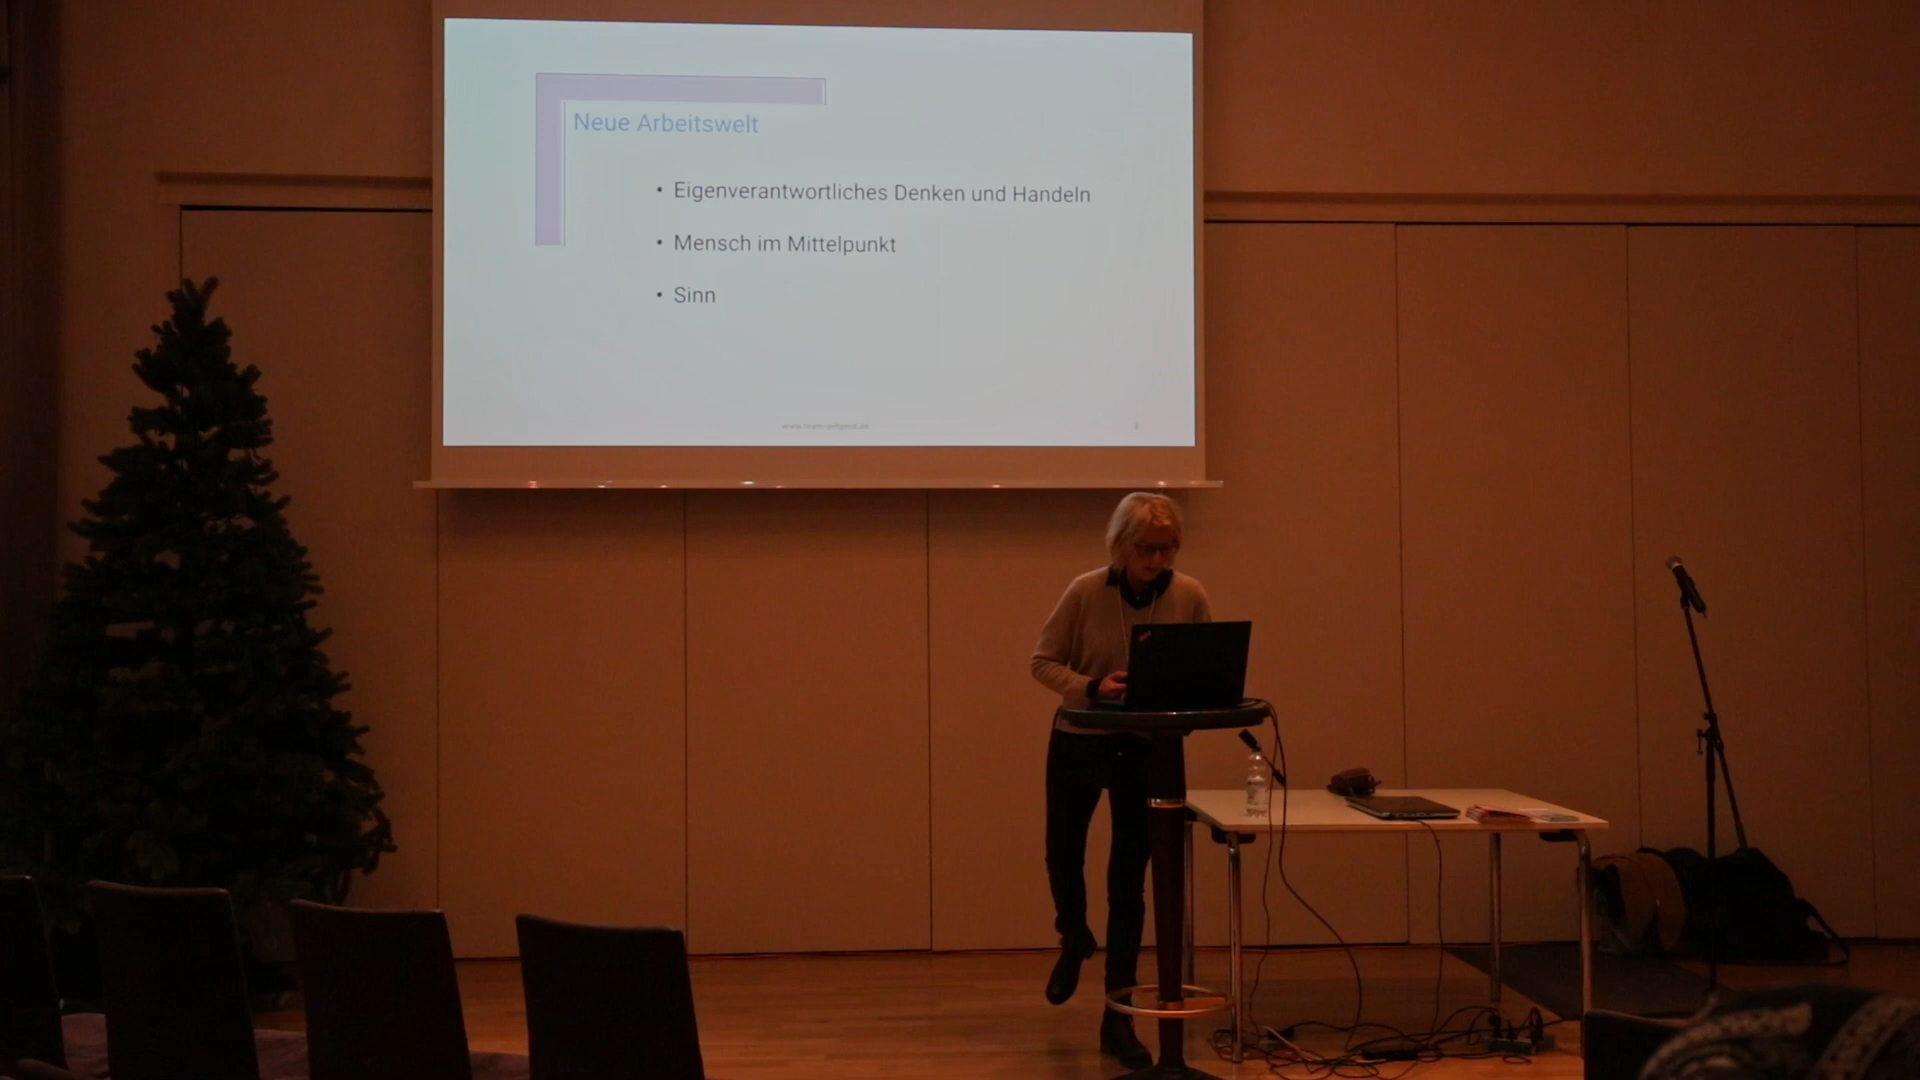 Neue Arbeitswelt
• Eigenverantwortliches Denken und Handeln
• Mensch im Mittelpunkt
• Sinn